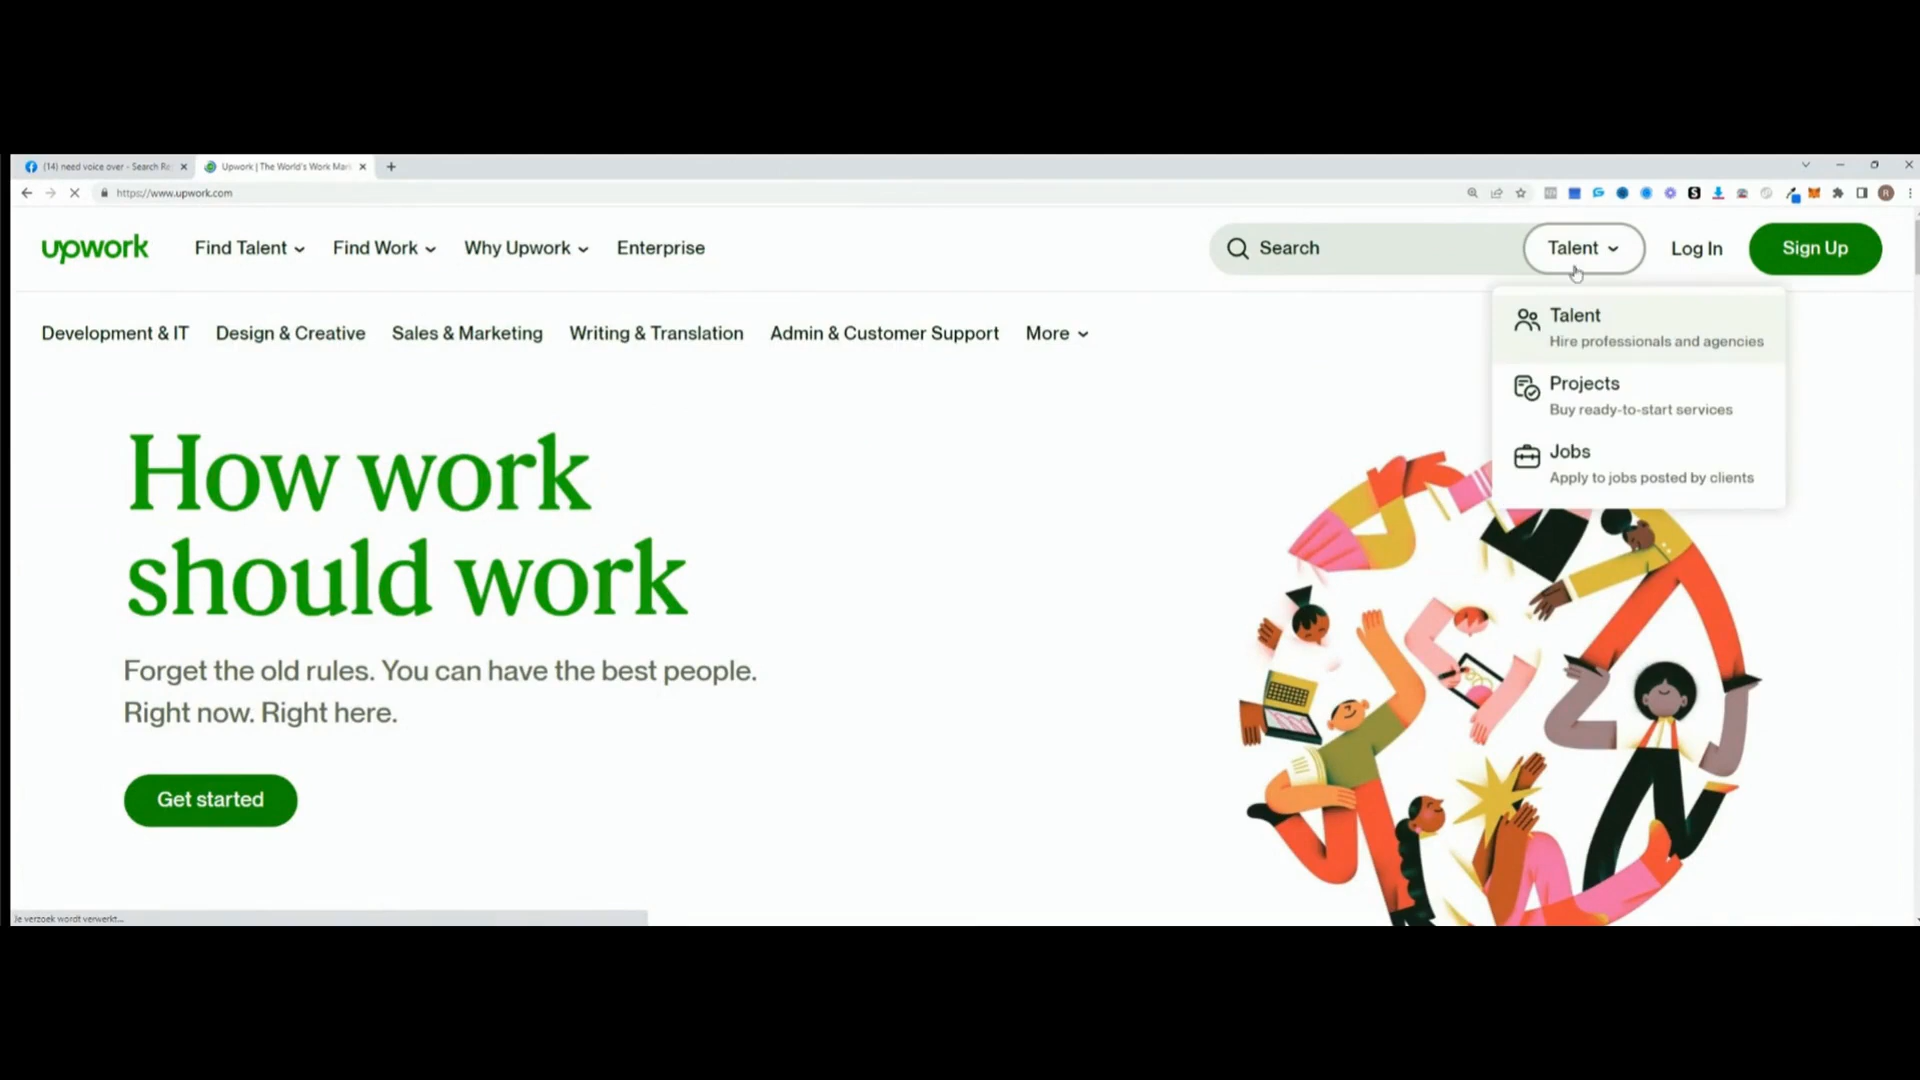 (14) need voice over - Search Re
Upwork | The World's Work Mar
https://www.upwork.com
upwork
Find Talent
Find Work
Why Upwork
Enterprise
Search
Talent
Log In
Sign Up
Development & IT
Design & Creative
Sales & Marketing
Writing & Translation
Admin & Customer Support
More
Talent
Hire professionals and agencies
Projects
Buy ready-to-start services
Jobs
Apply to jobs posted by clients
How work
should work
Forget the old rules. You can have the best people.
Right now. Right here.
Get started
Je verzoek wordt verwerkt...